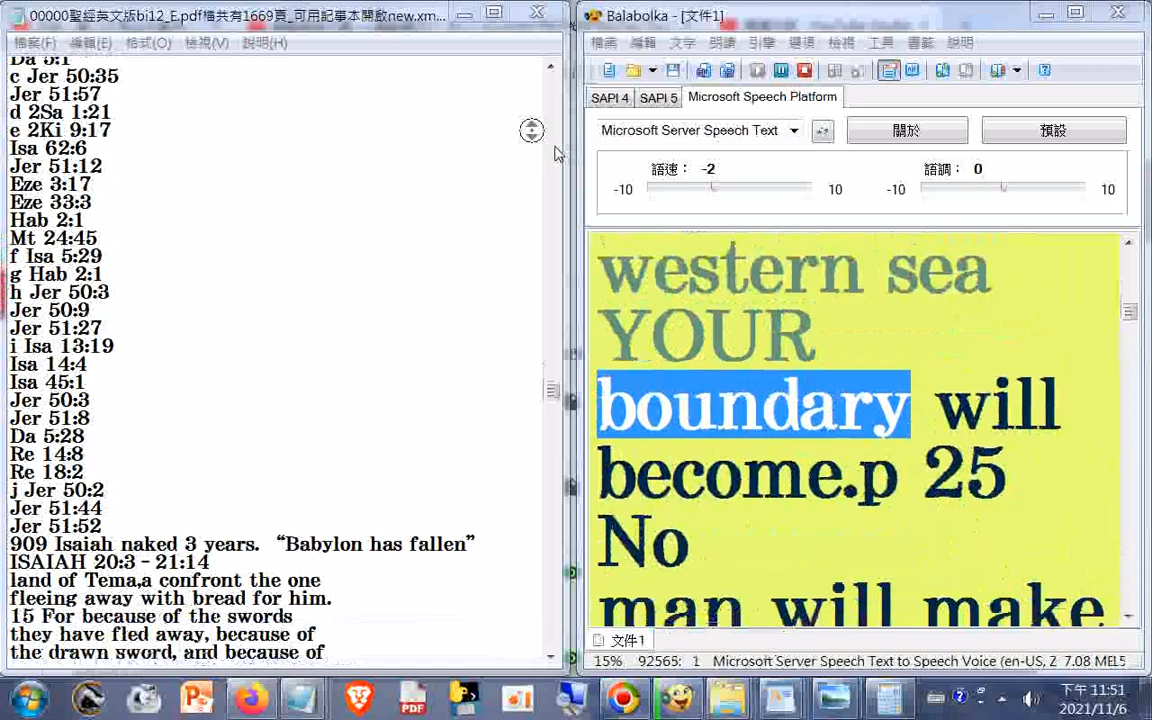 00000聖經英文版bi12_E.pdf檔共有1669頁_可用記事本開啟new.xm...
檔案(F) 編輯(E) 格式(O) 檢視(V) 說明(H)
Da 5:1
c Jer 50:35
Jer 51:57
d 2Sa 1:21
e 2Ki 9:17
Isa 62:6
Jer 51:12
Eze 3:17
Eze 33:3
Hab 2:1
Mt 24:45
f Isa 5:29
g Hab 2:1
h Jer 50:3
Jer 50:9
Jer 51:27
i Isa 13:19
Isa 14:4
Isa 45:1
Jer 50:3
Jer 51:8
Da 5:28
Re 14:8
Re 18:2
j Jer 50:2
Jer 51:44
Jer 51:52
909 Isaiah naked 3 years. “Babylon has fallen”
ISAIAH 20:3 – 21:14
land of Tema,a confront the one
fleeing away with bread for him.
15 For because of the swords
they have fled away, because of
the drawn sword, and because of
Balabolka - [文件1]
檔案 編輯 文字 朗讀 引擎 選項 檢視 工具 書籤 說明
SAPI 4 SAPI 5 Microsoft Speech Platform
Microsoft Server Speech Text 關於 預設
語速： -2 語調： 0
-10 10 -10 10
western sea
YOUR
boundary will
become.p 25
No
man will make
文件1
15% 92565: 1 Microsoft Server Speech Text to Speech Voice (en-US, Z 7.08 MEL5
PDF
下午 11:51
2021/11/6